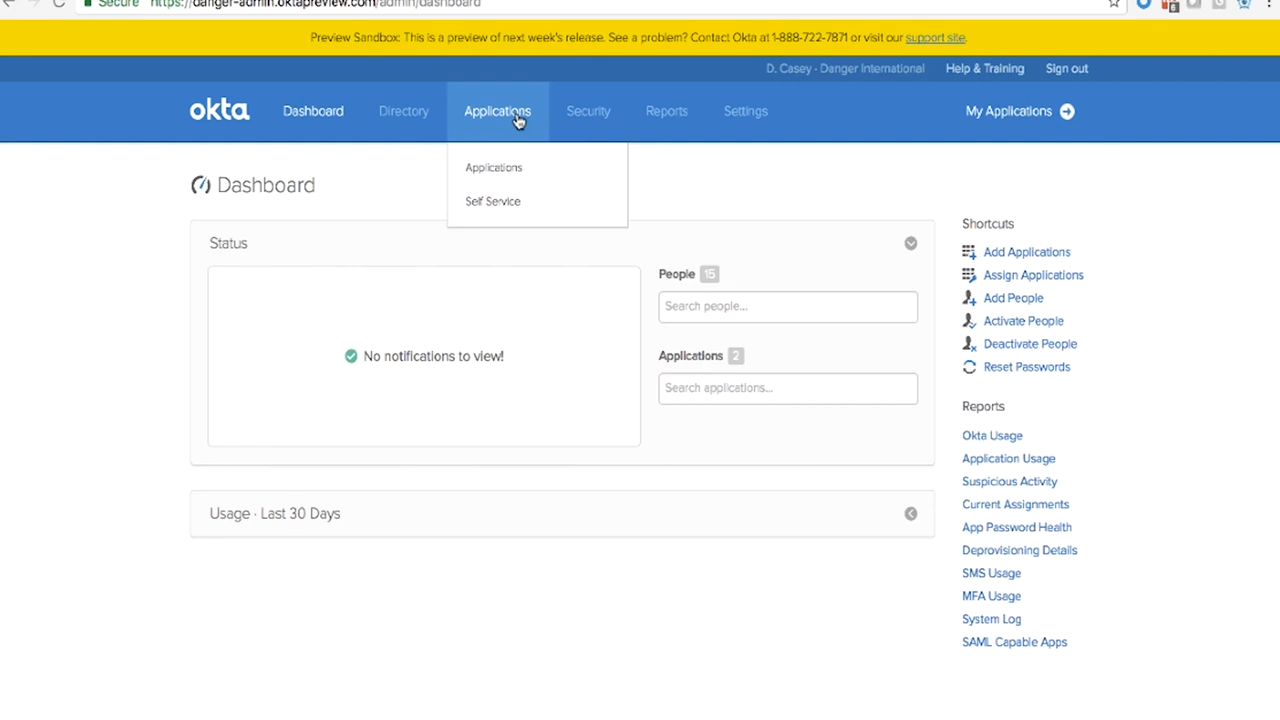 Secure https://danger-admin.oktapreview.com/admin/dashboard
6
Preview Sandbox: This is a preview of next week's release. See a problem? Contact Okta at 1-888-722-7871 or visit our support site.
D. Casey - Danger International Help & Training Sign out
okta Dashboard Directory Applications Security Reports Settings My Applications
Applications
Self Service
Dashboard
Status
No notifications to view!
People 15
Search people...
Applications 2
Search applications...
Usage · Last 30 Days
Shortcuts
Add Applications
Assign Applications
Add People
Activate People
Deactivate People
Reset Passwords
Reports
Okta Usage
Application Usage
Suspicious Activity
Current Assignments
App Password Health
Deprovisioning Details
SMS Usage
MFA Usage
System Log
SAML Capable Apps